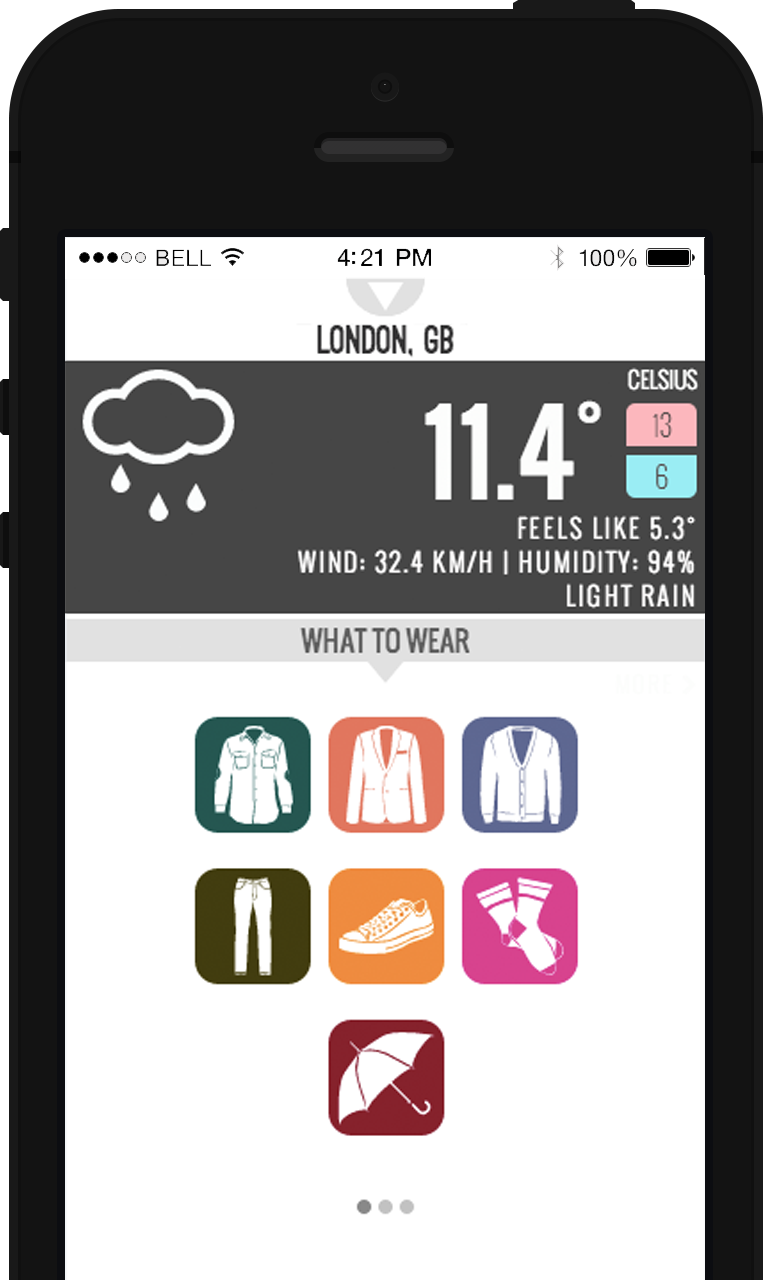 BELL 4:21 PM 100%
LONDON, GB
CELSIUS
11.4°
13
6
FEELS LIKE 5.3°
WIND: 32.4 KM/H | HUMIDITY: 94%
LIGHT RAIN
WHAT TO WEAR
MORE >